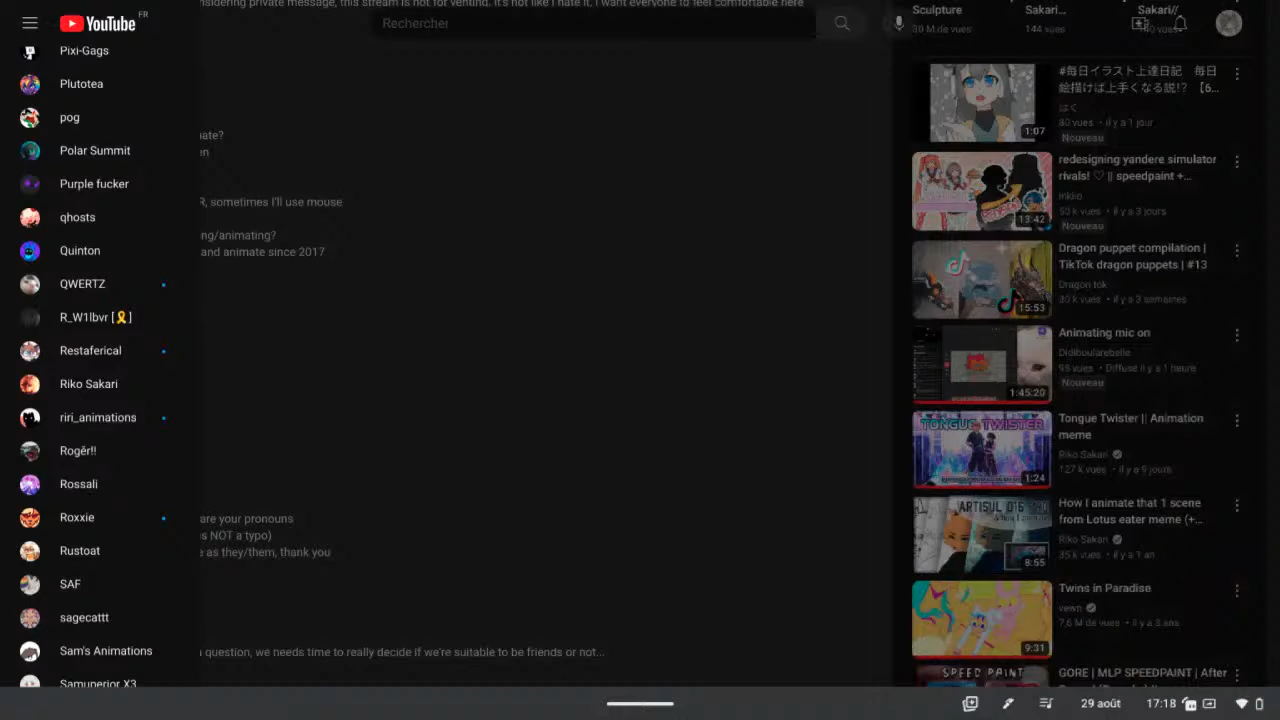 nsidering private message, this stream is not for venting. It's not like I hate it, I want everyone to feel comfortable here
YouTube FR
Rechercher
Pixi-Gags
Plutotea
pog
Polar Summit
Purple fucker
qhosts
Quinton
QWERTZ
R_W1lbvr [🎗]
Restaferical
Riko Sakari
riri_animations
Rogêr!!
Rossali
Roxxie
Rustoat
SAF
sagecattt
Sam's Animations
Samuperior X3
ate?
en
R, sometimes I'll use mouse
ng/animating?
and animate since 2017
are your pronouns
s NOT a typo)
e as they/them, thank you
question, we needs time to really decide if we're suitable to be friends or not...
Sculpture
Sakari...
Sakari//
144 vues
#毎日イラスト上達日記 毎日
絵描けば上手くなる説!? 【6...
はく
80 vues • il y a 1 jour
Nouveau
1:07
redesigning yandere simulator
rivals! ♡ || speedpaint +...
inkko
50 k vues • il y a 3 jours
Nouveau
13:42
Dragon puppet compilation |
TikTok dragon puppets | #13
Dragon tok
30 k vues • il y a 3 semaines
15:53
Animating mic on
Didiboularebelle
95 vues • Diffusé il y a 1 heure
Nouveau
1:45:20
TONGUE TWISTER
Tongue Twister || Animation
meme
Riko Sakari
127 k vues • il y a 9 jours
1:24
How I animate that 1 scene
from Lotus eater meme (+...
Riko Sakari
35 k vues • il y a 1 an
8:55
Twins in Paradise
vewn
7,6 M de vues • il y a 3 ans
9:31
SPEED PAINT
GORE | MLP SPEEDPAINT | After
29 août
17:18